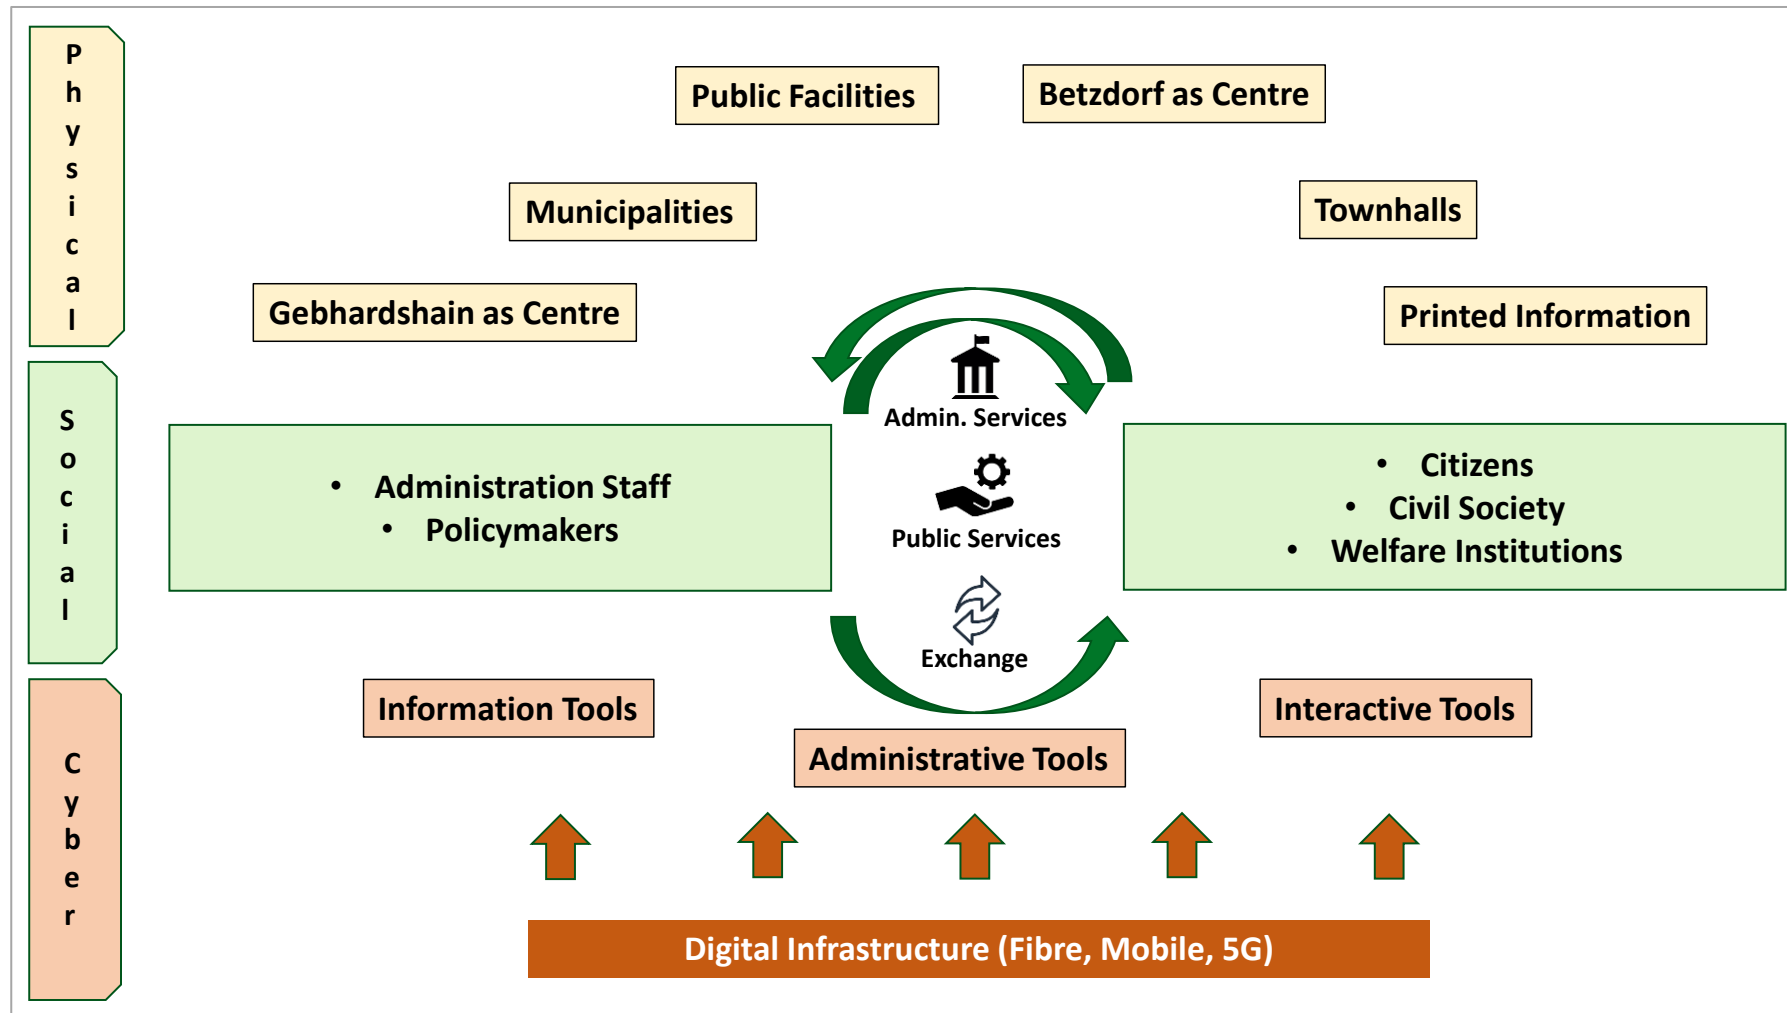 Physical
Public Facilities
Betzdorf as Centre
Municipalities
Townhalls
Gebhardshain as Centre
Printed Information
Social
• Administration Staff
• Policymakers
Admin. Services
Public Services
Exchange
• Citizens
• Civil Society
• Welfare Institutions
Cyber
Information Tools
Administrative Tools
Interactive Tools
Digital Infrastructure (Fibre, Mobile, 5G)